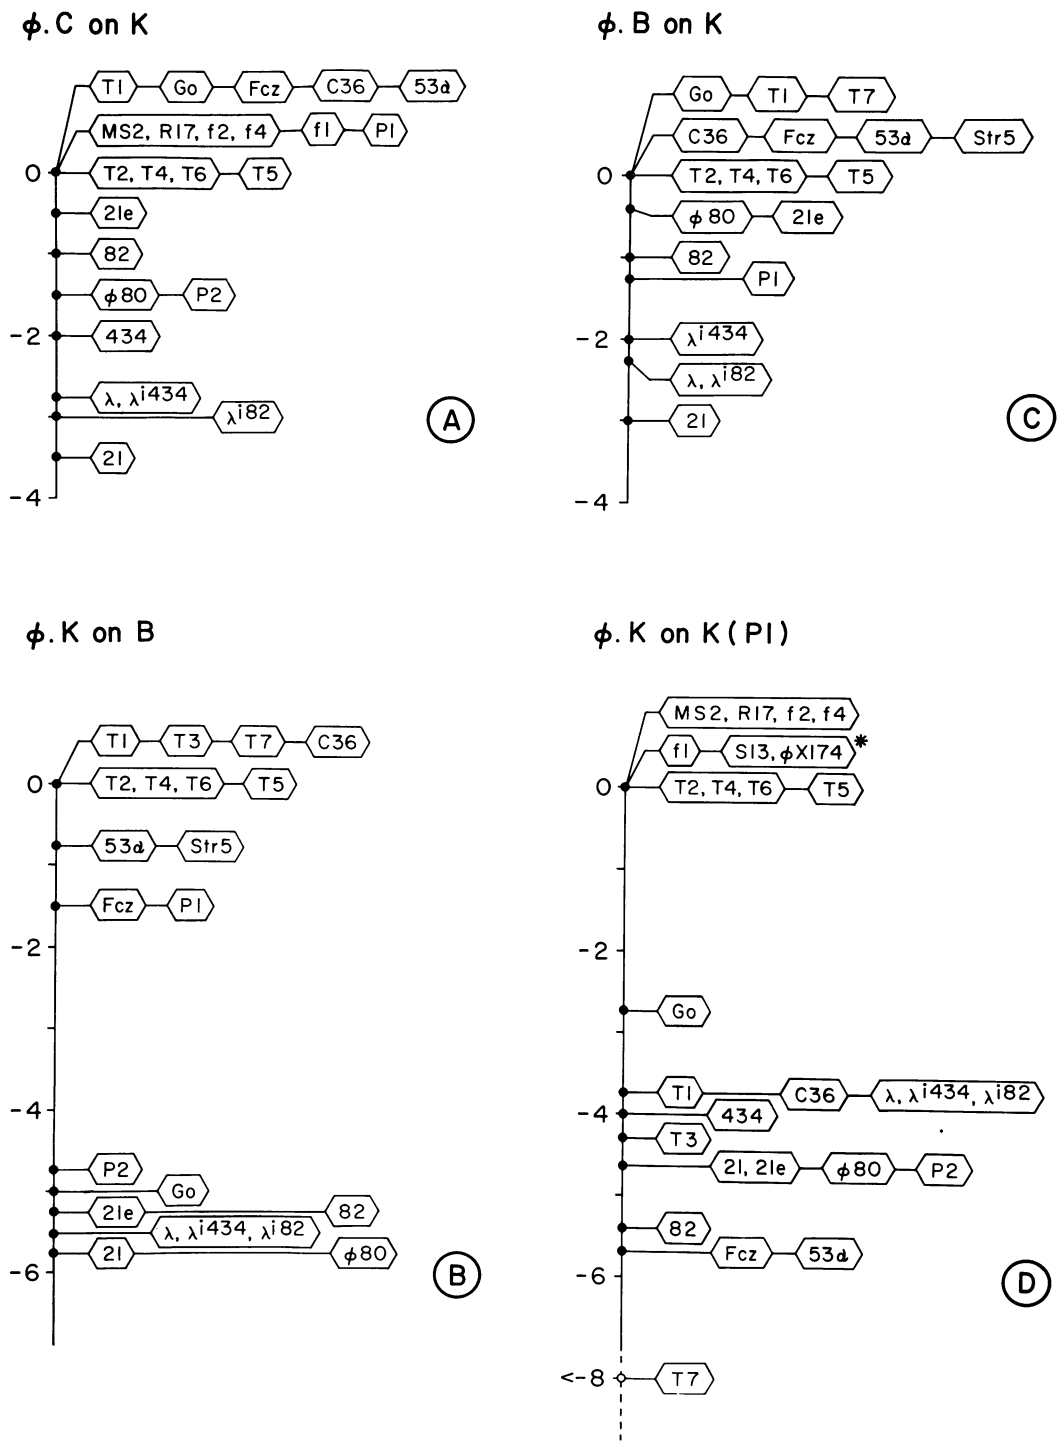 ϕ.C on K
T1 Go Fcz C36 53d
MS2, R17, f2, f4 f1 P1
0 T2, T4, T6 T5
21e
82
ϕ80 P2
-2 434
λ, λi434
λi82
21
-4
A
ϕ.B on K
Go T1 T7
C36 Fcz 53d Str5
0 T2, T4, T6 T5
ϕ80 21e
82
P1
-2 λi434
λ, λi82
21
-4
C
ϕ.K on B
T1 T3 T7 C36
0 T2, T4, T6 T5
53d Str5
Fcz P1
-2
-4
P2
Go
21e 82
λ, λi434, λi82
21 ϕ80
-6
B
ϕ.K on K(P1)
MS2, R17, f2, f4
f1 S13, ϕX174*
0 T2, T4, T6 T5
-2
Go
T1 C36 λ, λi434, λi82
-4 434
T3
21, 21e ϕ80 P2
82
Fcz 53d
-6
D
<-8 T7